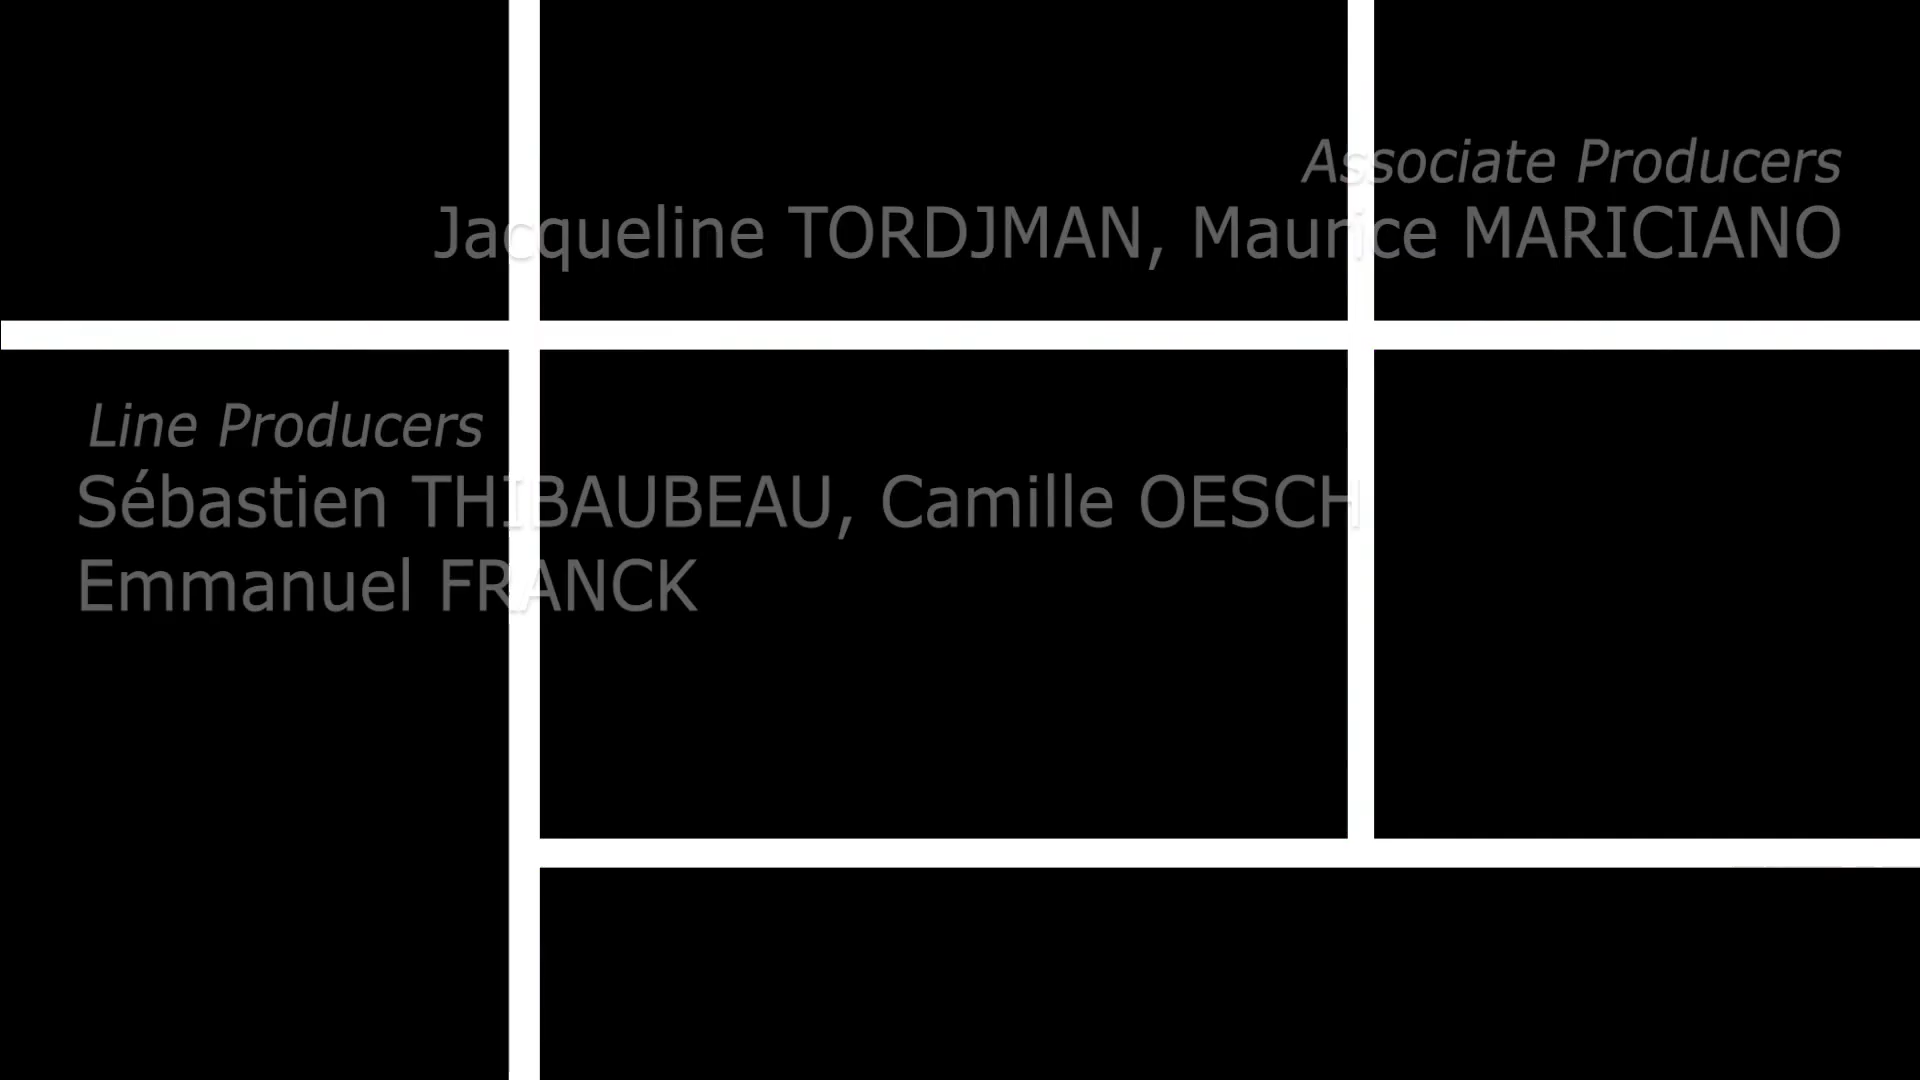 Associate Producers
Jacqueline TORDJMAN, Maurice MARICIANO
Line Producers
Sébastien THIBAUBEAU, Camille OESCH
Emmanuel FRANCK